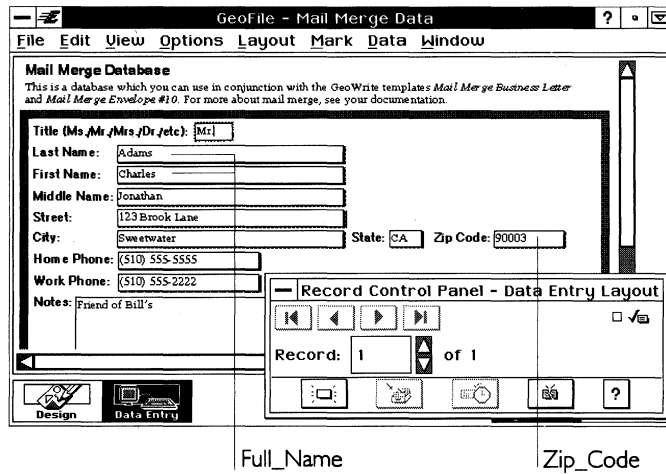 GeoFile - Mail Merge Data
?
File Edit View Options Layout Mark Data Window
Mail Merge Database
This is a database which you can use in conjunction with the GeoWrite templates Mail Merge Business Letter
and Mail Merge Envelope #10. For more about mail merge, see your documentation.
Title (Ms./Mr./Mrs./Dr./etc): Mr.
Last Name: Adams
First Name: Charles
Middle Name: Jonathan
Street: 123 Brook Lane
City: Sweetwater State: CA Zip Code: 90003
Home Phone: (510) 555-5555
Work Phone: (510) 555-2222
Notes: Friend of Bill's
Record Control Panel - Data Entry Layout
Record: 1 of 1
?
Design Data Entry
Full_Name Zip_Code